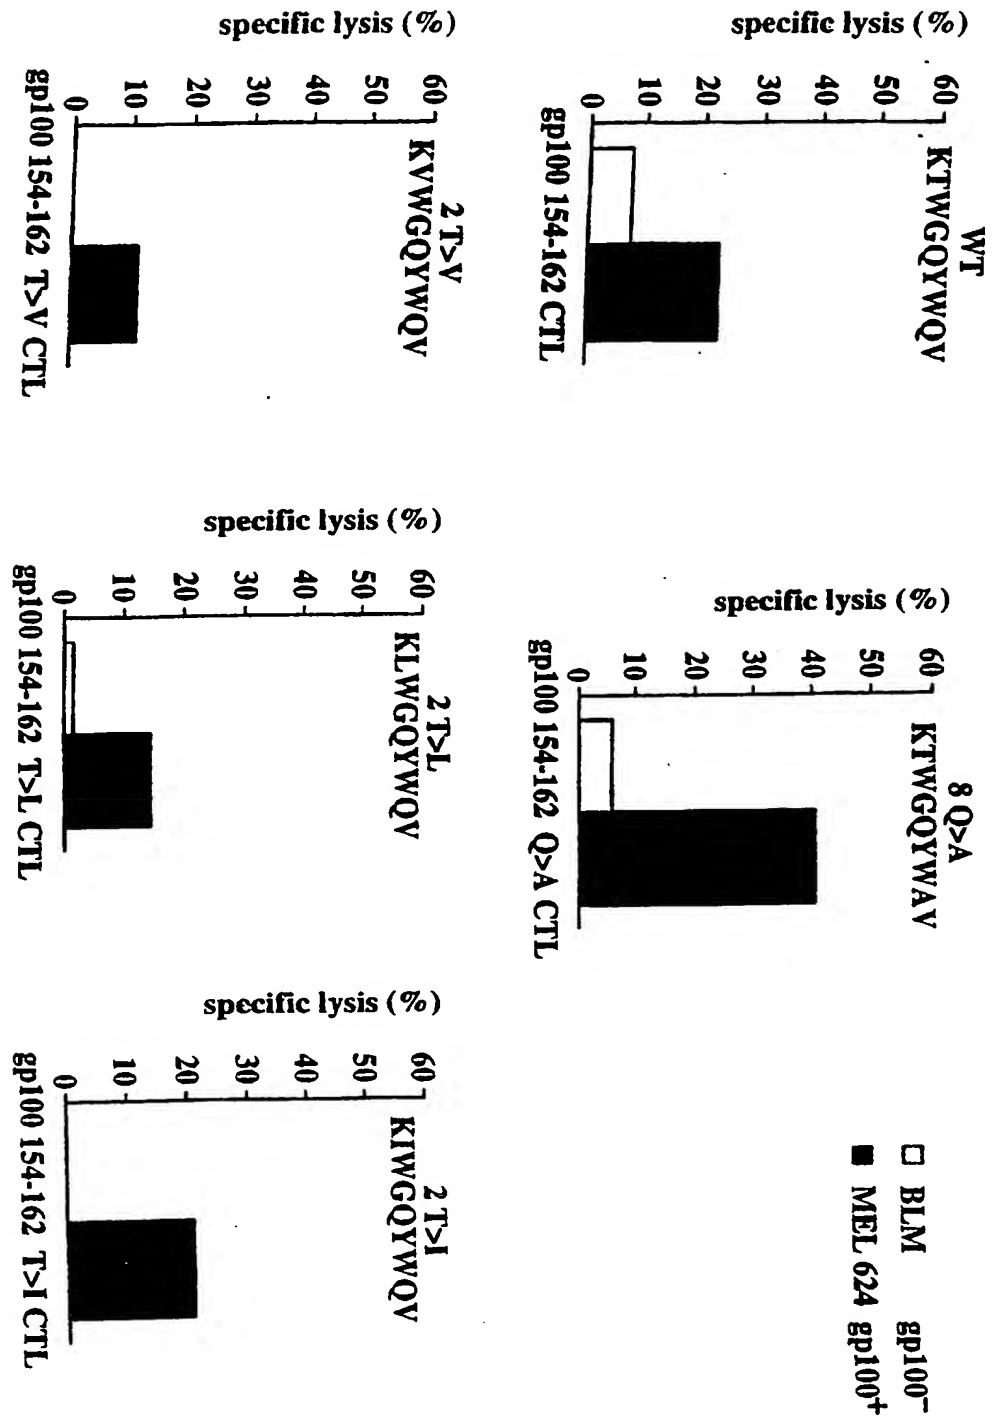 WT
KTWGQYWQV
specific lysis (%)
60
50
40
30
20
10
0
gp100 154-162 CTL
8 Q>A
KTWGQYWAV
specific lysis (%)
60
50
40
30
20
10
0
gp100 154-162 Q>A CTL
BLM gp100⁻
MEL 624 gp100⁺
2 T>V
KVWGQYWQV
specific lysis (%)
60
50
40
30
20
10
0
gp100 154-162 T>V CTL
2 T>L
KLWGQYWQV
specific lysis (%)
60
50
40
30
20
10
0
gp100 154-162 T>L CTL
2 T>I
KIWGQYWQV
specific lysis (%)
60
50
40
30
20
10
0
gp100 154-162 T>I CTL